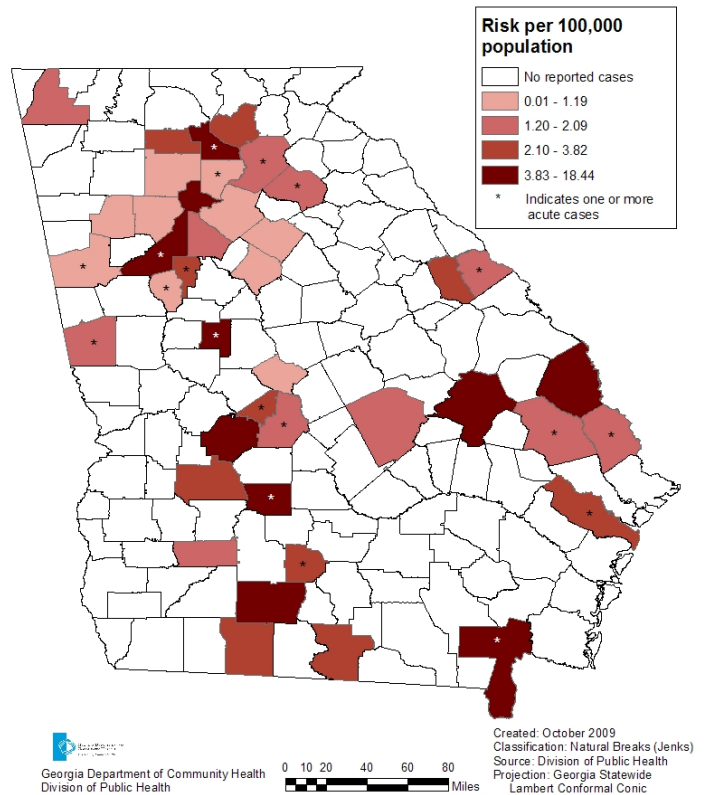 Risk per 100,000
population
No reported cases
0.01 - 1.19
1.20 - 2.09
2.10 - 3.82
3.83 - 18.44
* Indicates one or more
acute cases
Georgia Department of Community Health
Division of Public Health
0 10 20 40 60 80
Miles
Created: October 2009
Classification: Natural Breaks (Jenks)
Source: Division of Public Health
Projection: Georgia Statewide
Lambert Conformal Conic